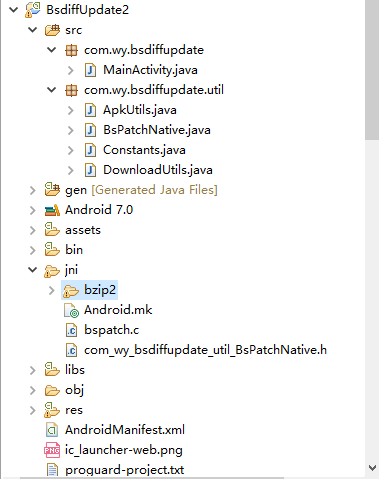 BsdiffUpdate2
src
com.wy.bsdiffupdate
MainActivity.java
com.wy.bsdiffupdate.util
ApkUtils.java
BsPatchNative.java
Constants.java
DownloadUtils.java
gen [Generated Java Files]
Android 7.0
assets
bin
jni
bzip2
Android.mk
bspatch.c
com_wy_bsdiffupdate_util_BsPatchNative.h
libs
obj
res
AndroidManifest.xml
ic_launcher-web.png
proguard-project.txt